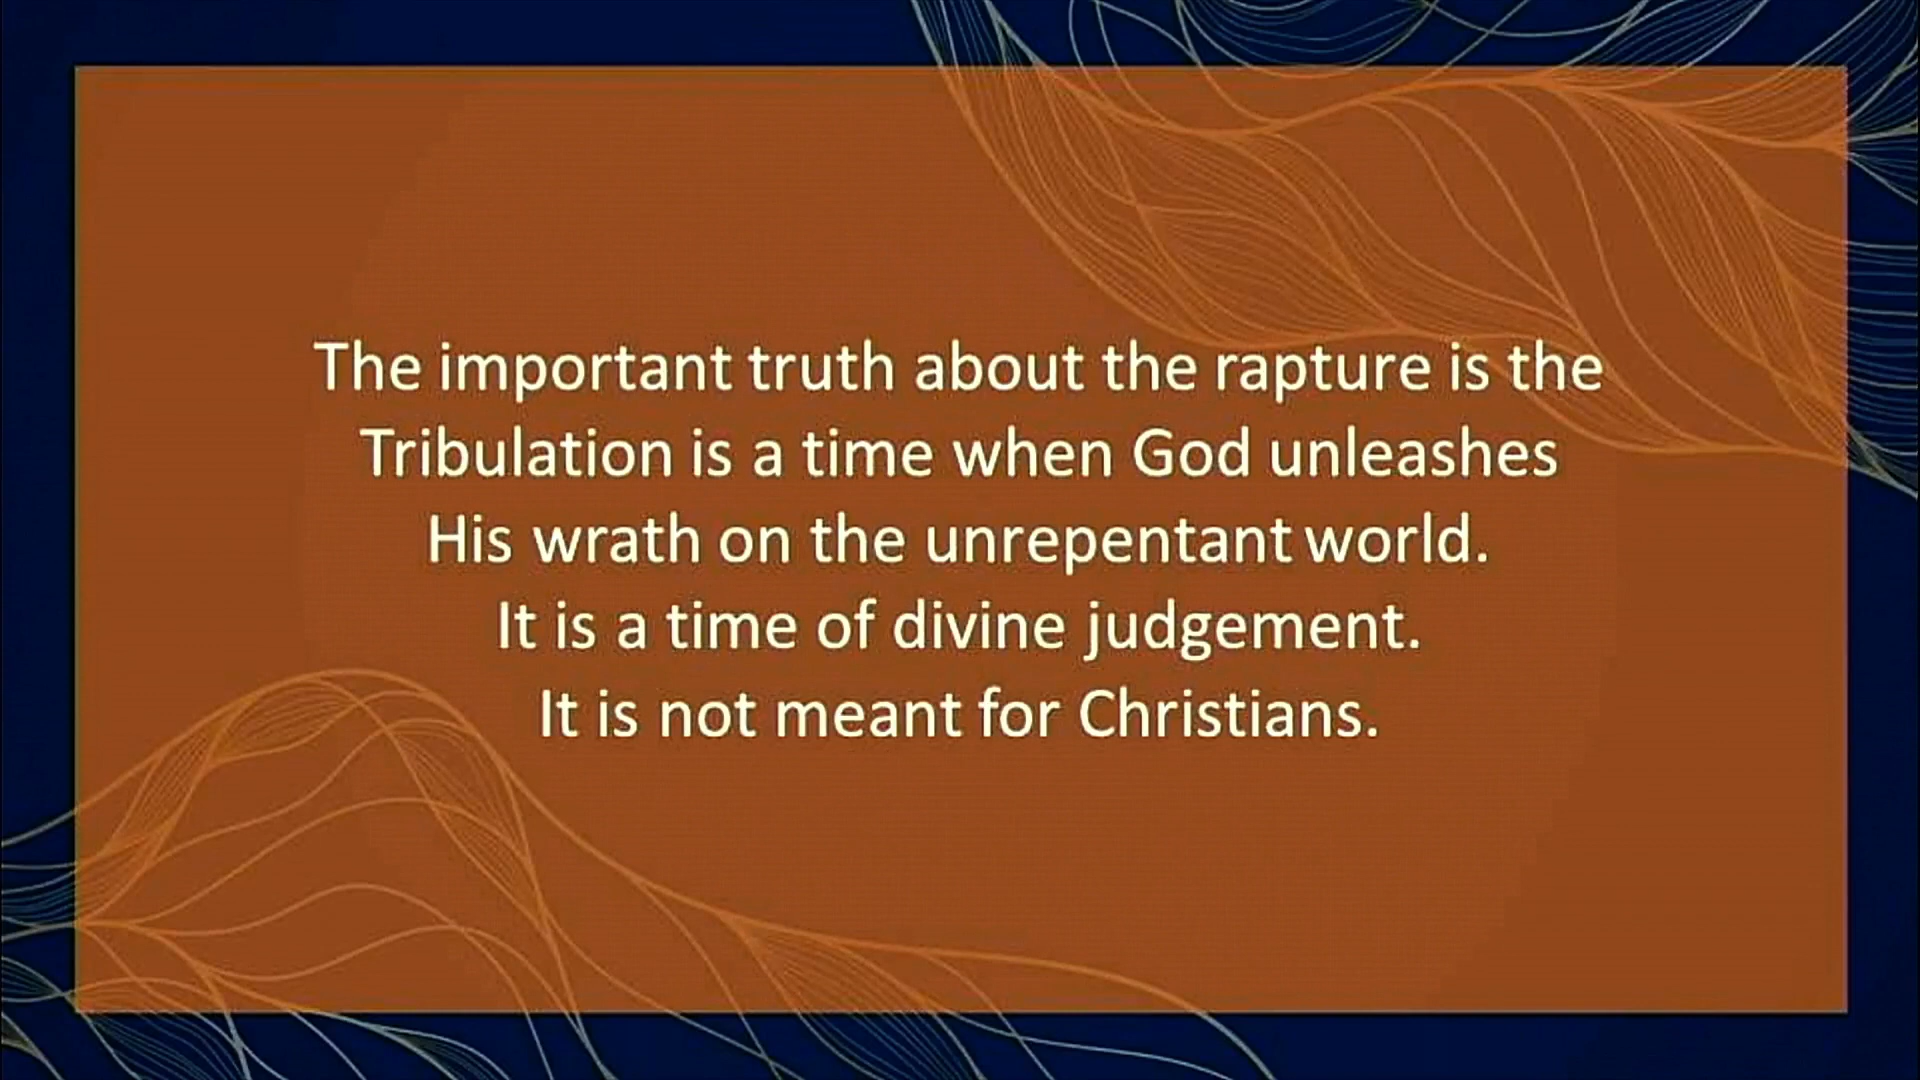 The important truth about the rapture is the
Tribulation is a time when God unleashes
His wrath on the unrepentant world.
It is a time of divine judgement.
It is not meant for Christians.